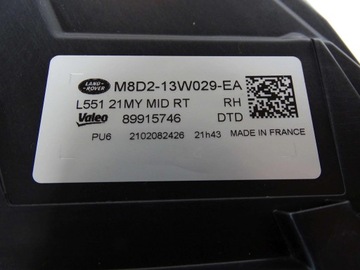 LAND-
ROVER
M8D2-13W029-EA
L551 21MY MID RT RH
Valeo 89915746 DTD
PU6 2102082426 21h43 MADE IN FRANCE